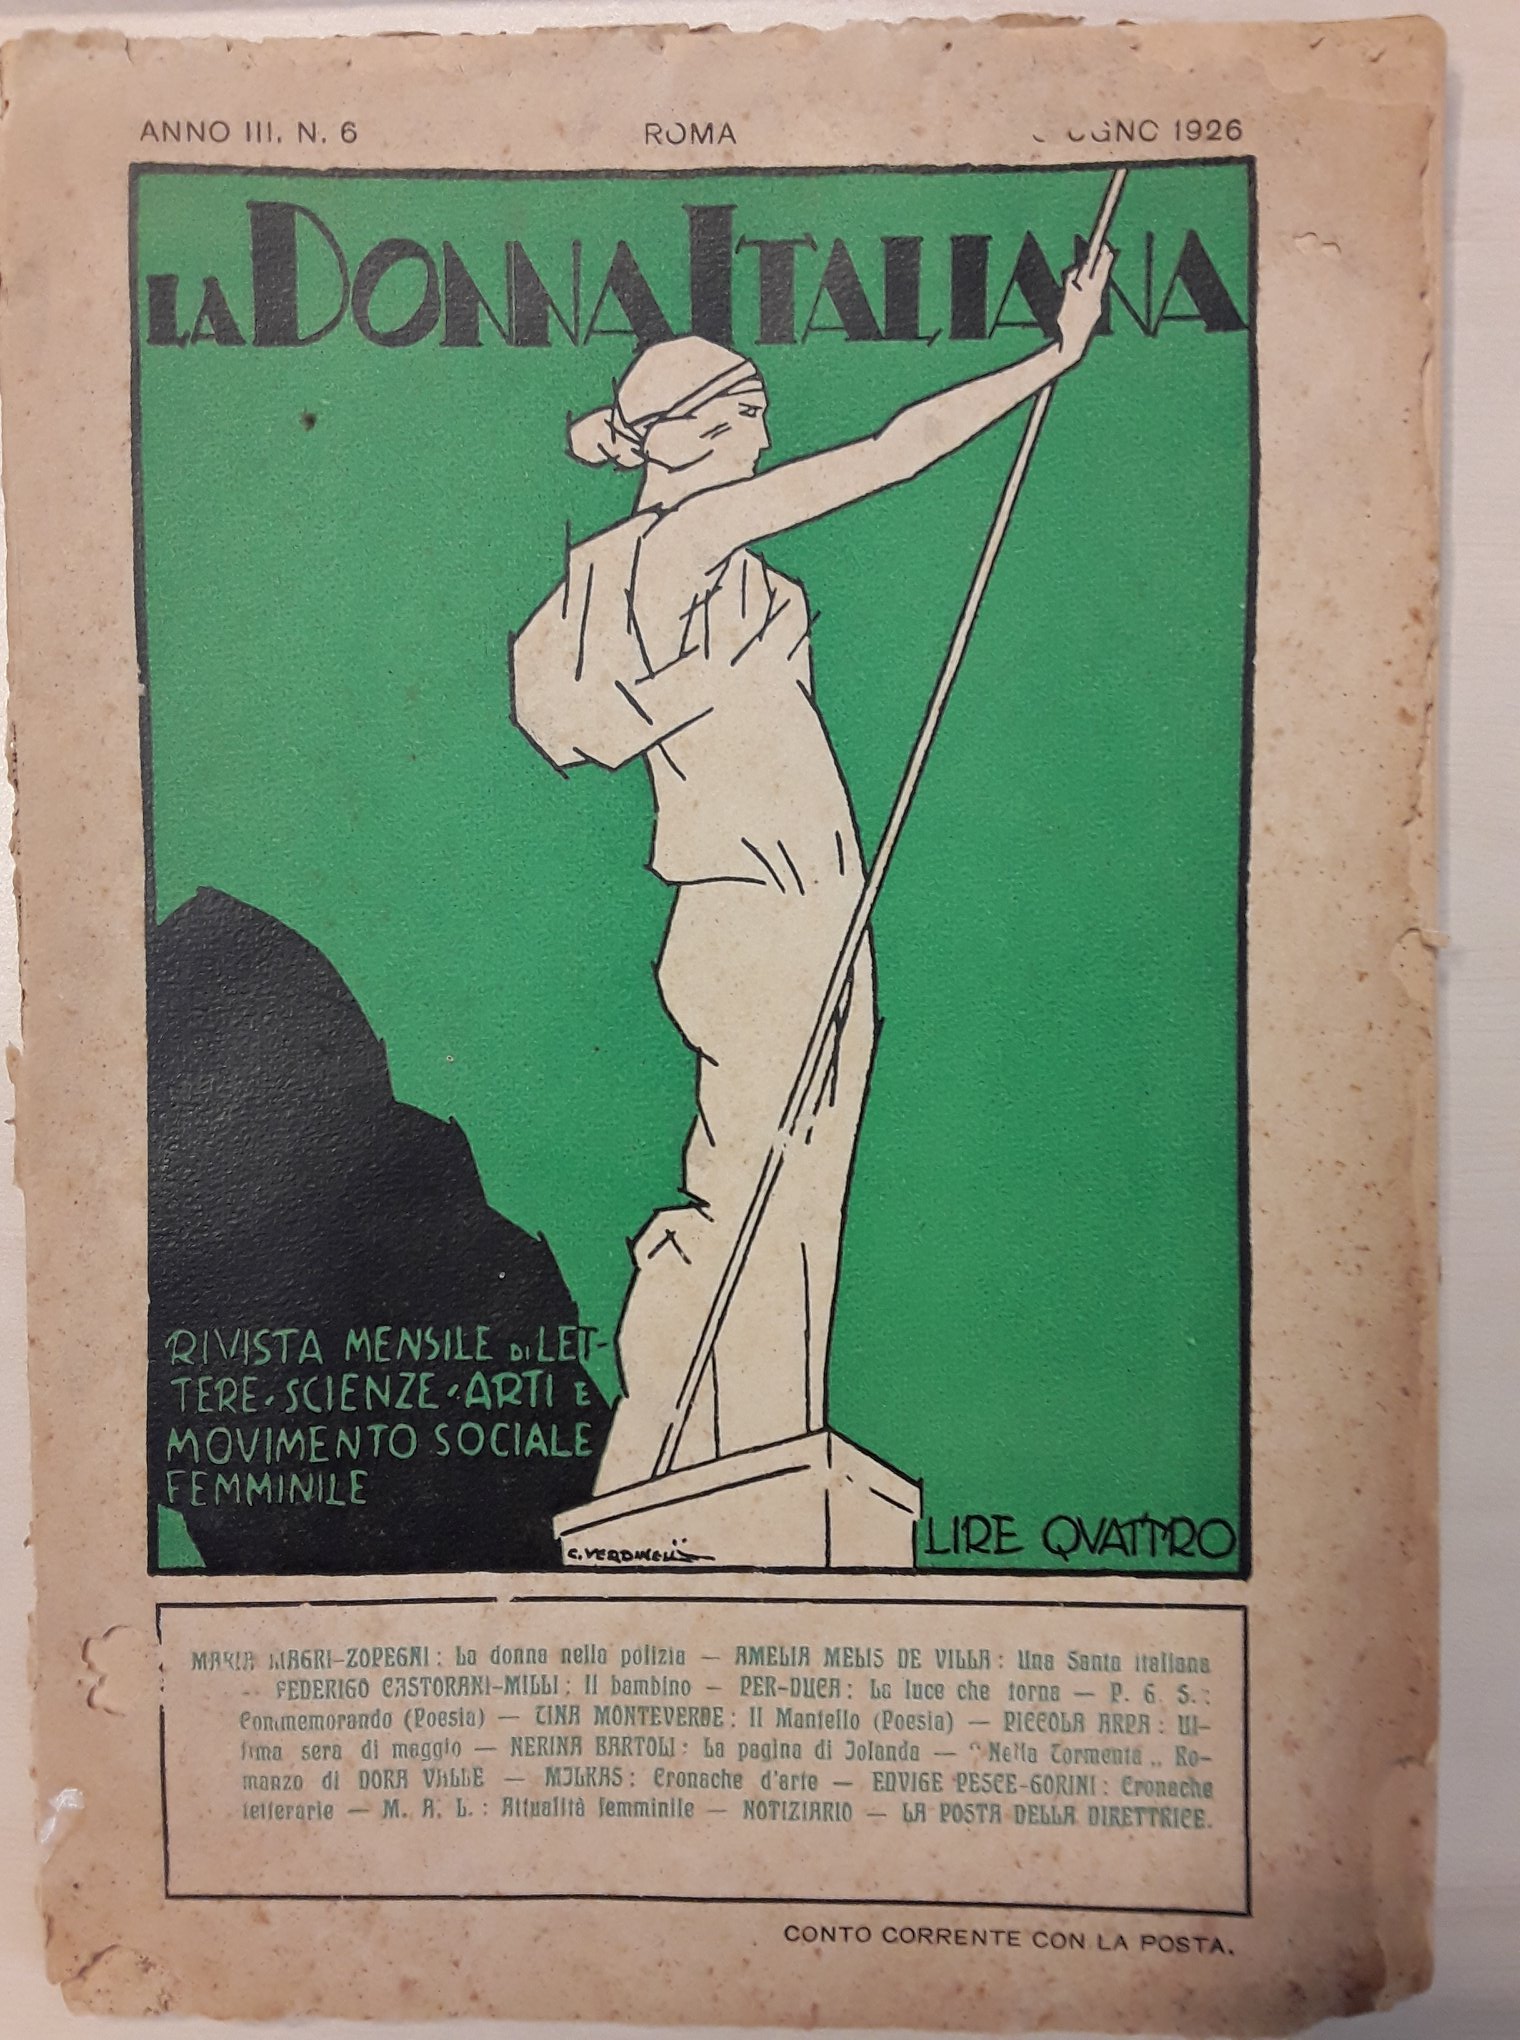 ANNO III. N. 6
ROMA
1926
LA DONNA ITALIANA
RIVISTA MENSILE DI LET-
TERE·SCIENZE·ARTI E
MOVIMENTO SOCIALE
FEMMINILE
C. VERDINELLI
LIRE QVATTRO
MARIA MAGRI-ZOPEGNI: La donna nella polizia — AMELIA MELIS DE VILLA: Una Santa italiana
— FEDERIGO CASTORANI-MILLI: Il bambino — PER-DUCA: La luce che torna — P. G. S.:
Commemorando (Poesia) — TINA MONTEVERDE: Il Mantello (Poesia) — PICCOLA ARPA: Ul-
tima sera di maggio — NERINA BARTOLI: La pagina di Jolanda — "Nella Tormenta„ Ro-
manzo di DORA VALLE — MJLKAS: Cronache d'arte — EDVIGE PESCE-GORINI: Cronache
letterarie — M. A. L.: Attualità femminile — NOTIZIARIO — LA POSTA DELLA DIRETTRICE.
CONTO CORRENTE CON LA POSTA.